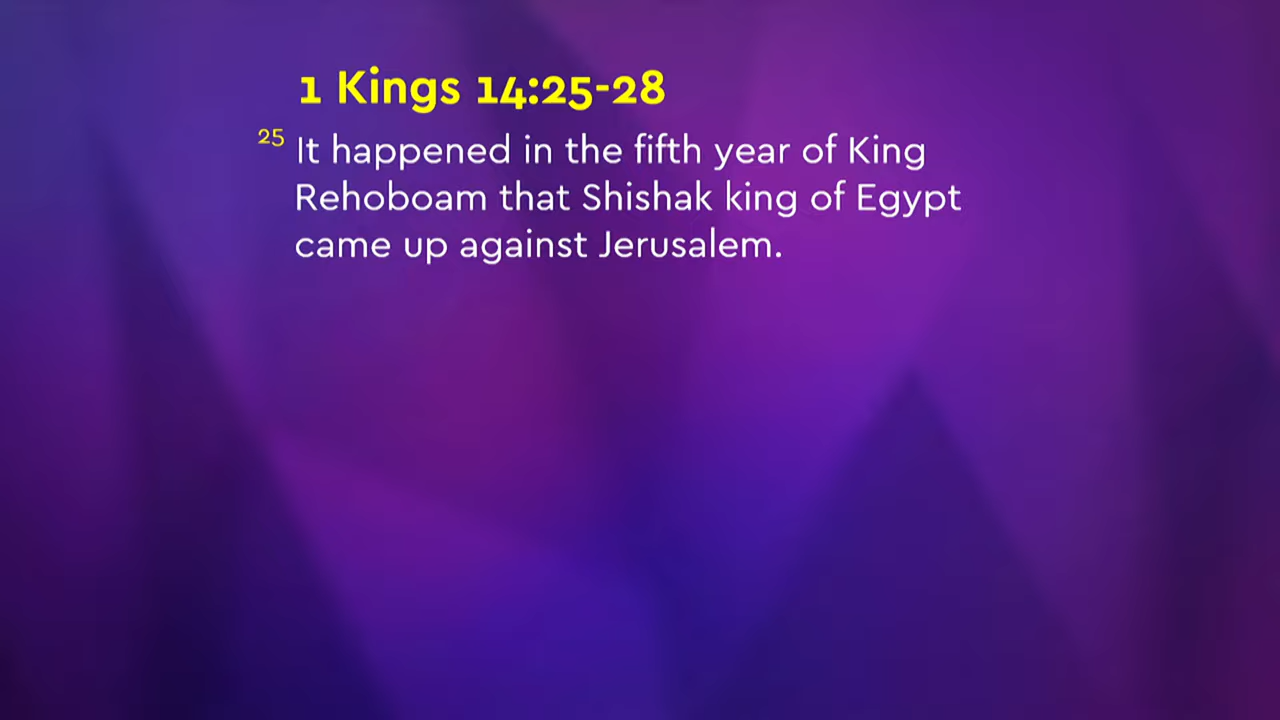 1 Kings 14:25-28
25 It happened in the fifth year of King
Rehoboam that Shishak king of Egypt
came up against Jerusalem.